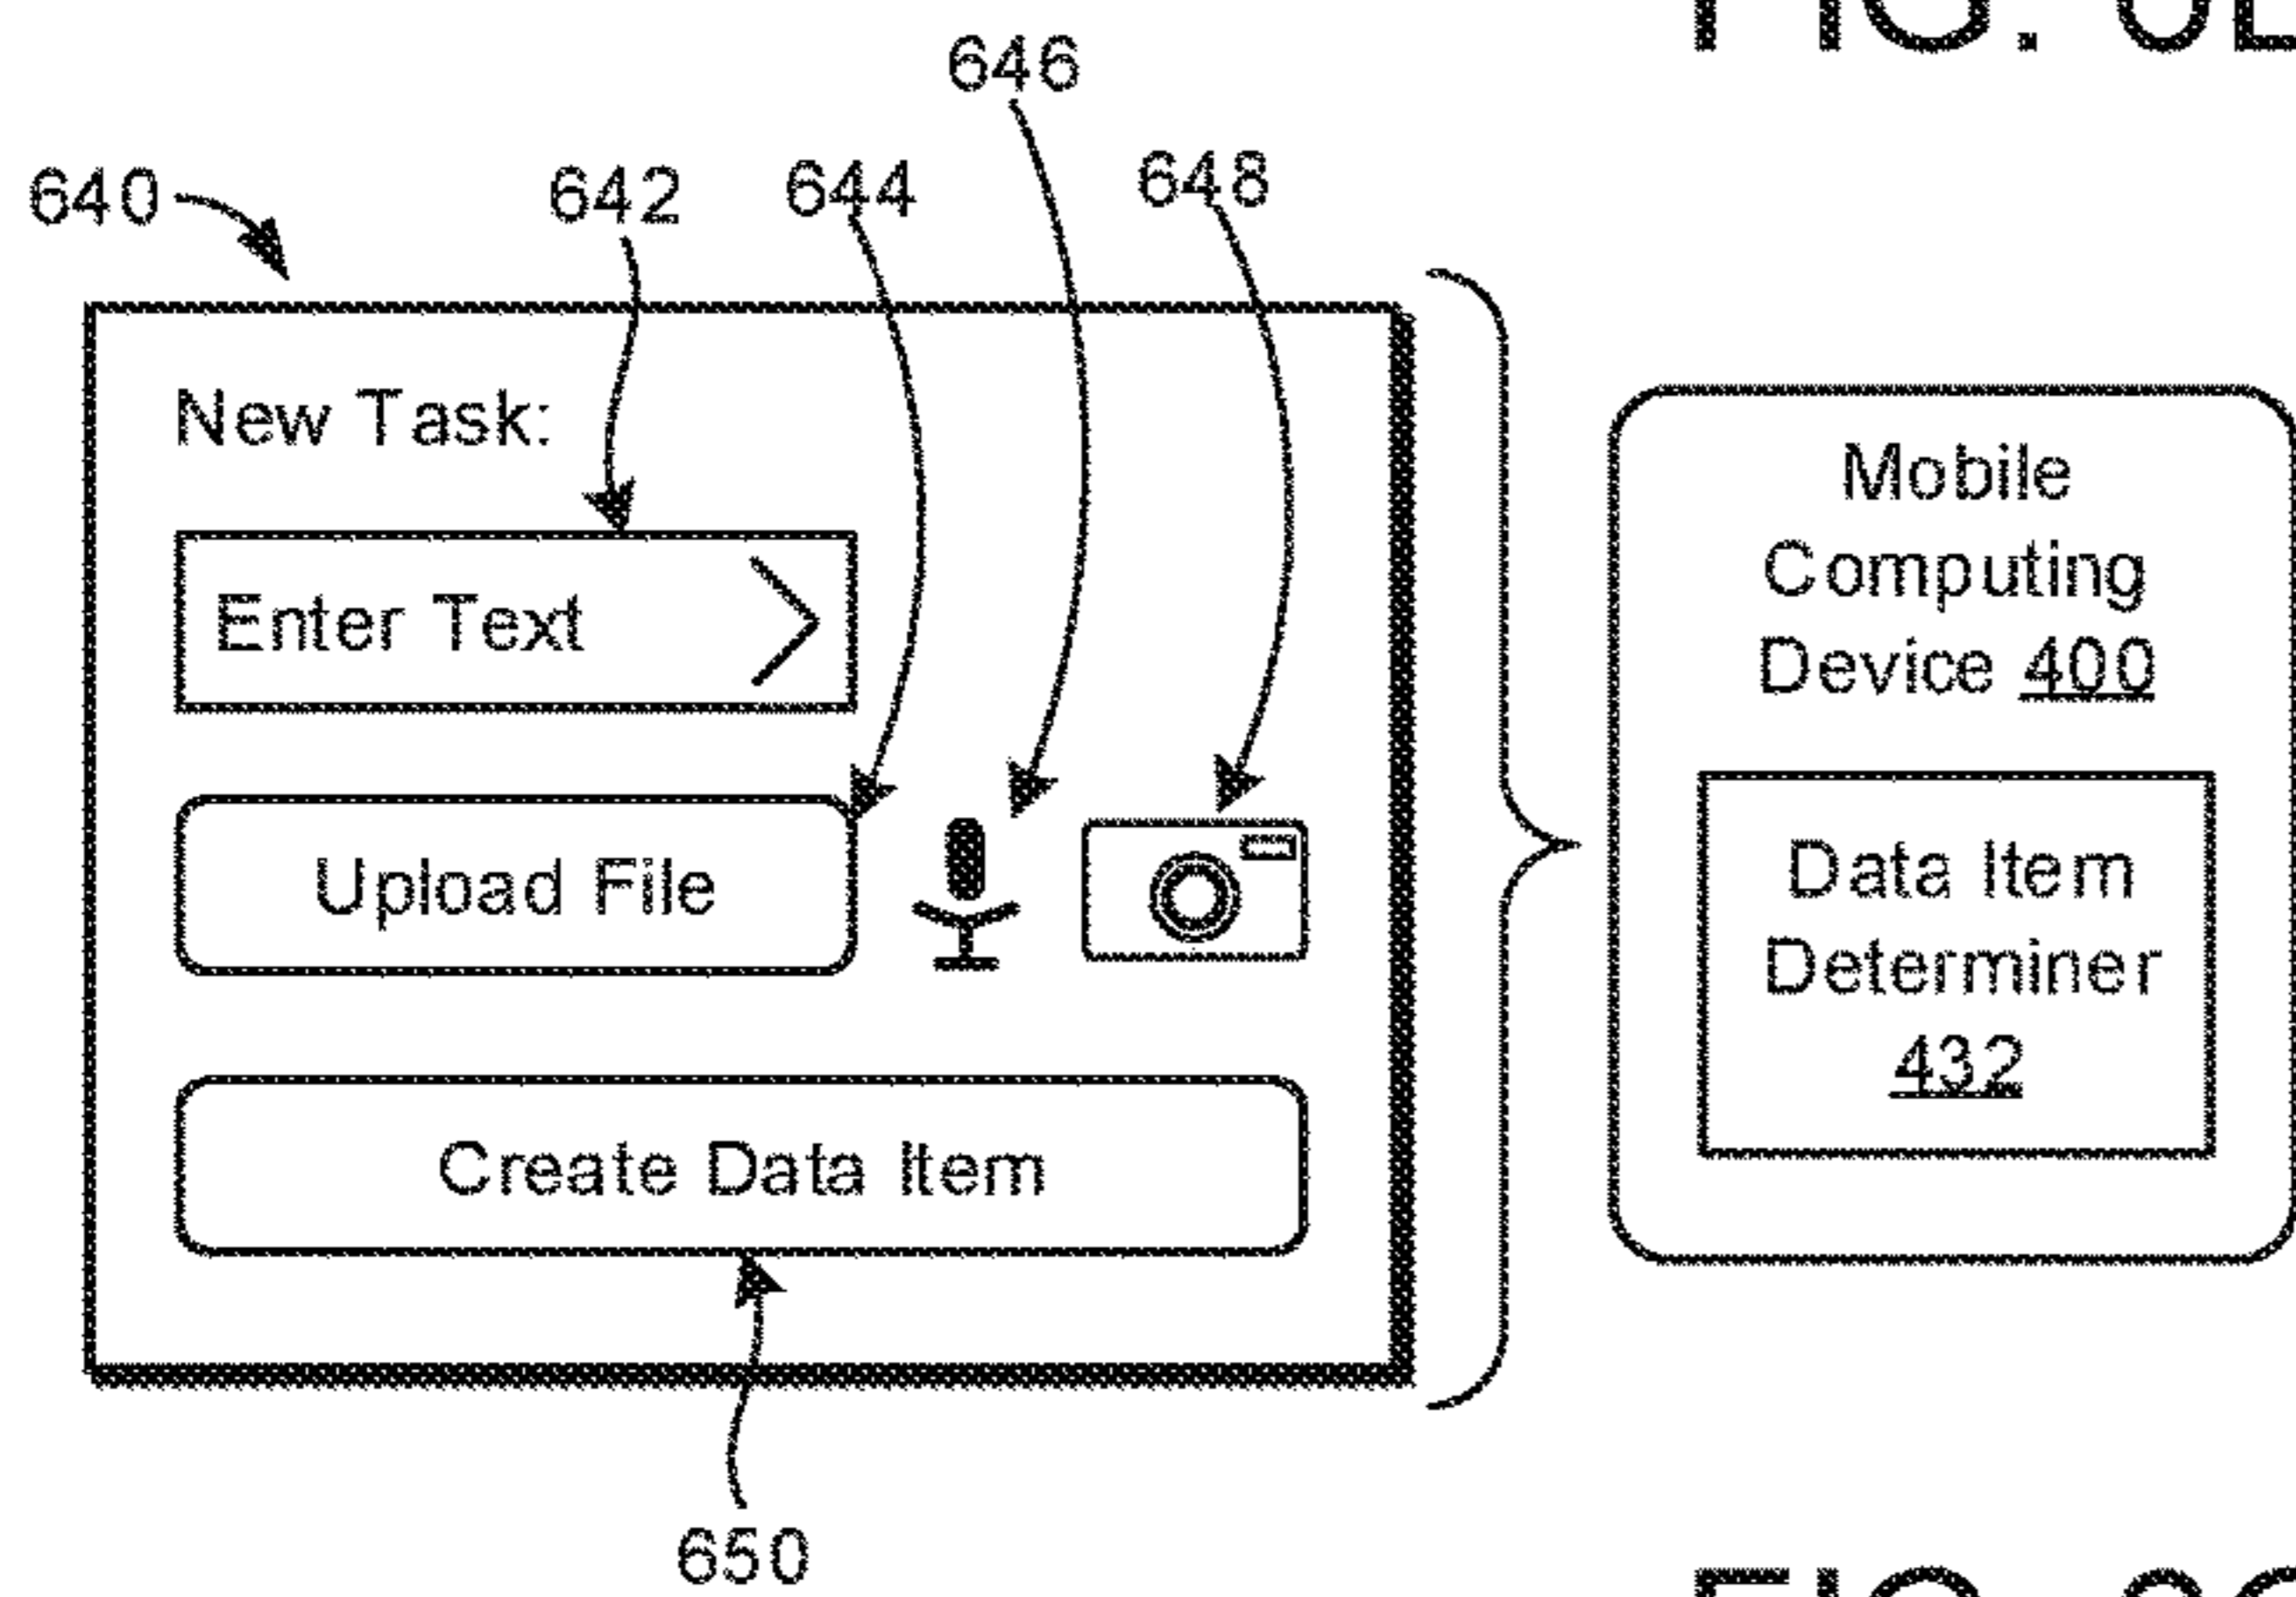 646
640
642
644
648
New Task:
Enter Text
Upload File
Create Data Item
650
Mobile
Computing
Device 400
Data Item
Determiner
432